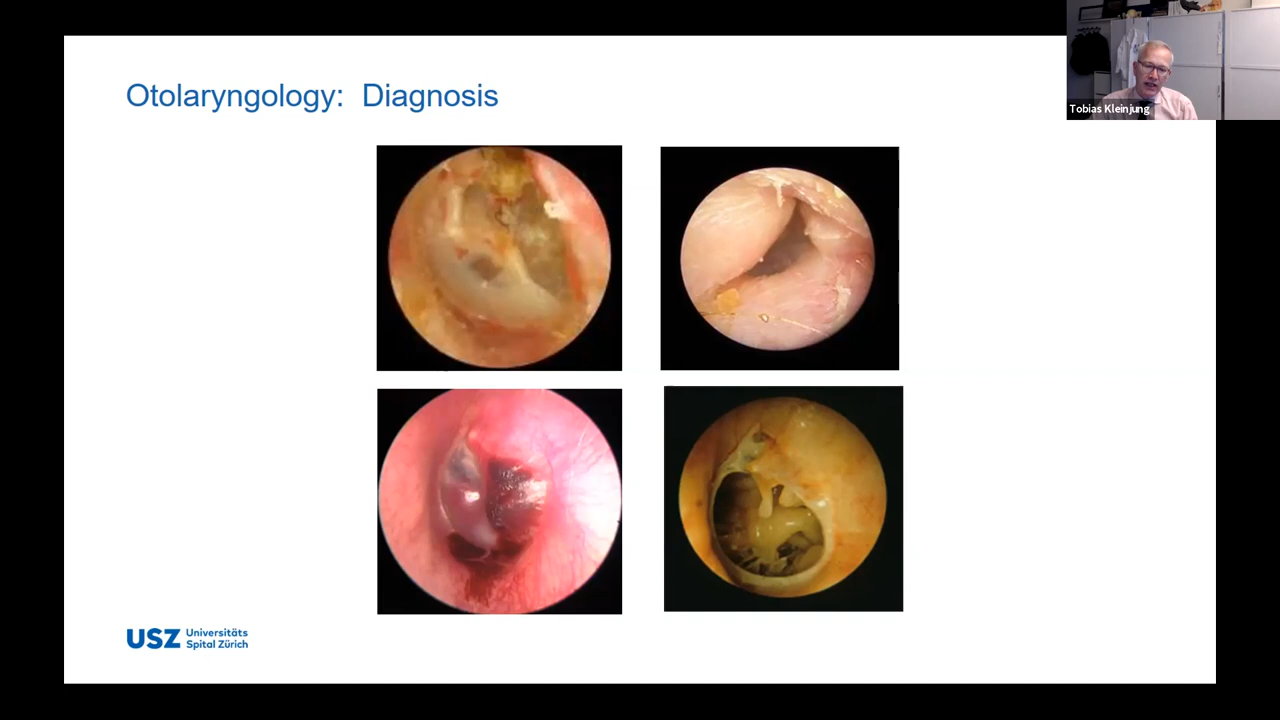 Otolaryngology: Diagnosis
Tobias Kleinjung
USZ Universitäts
Spital Zürich